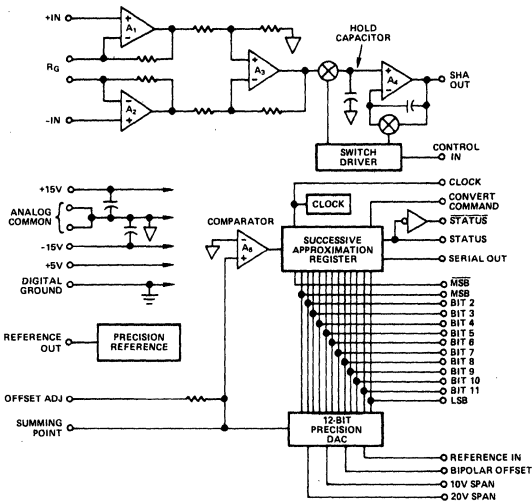 +IN
+
A1
-
RG
-
A2
+
-IN
+
A3
-
HOLD
CAPACITOR
+
A4
-
SHA
OUT
SWITCH
DRIVER
CONTROL
IN
+15V
ANALOG
COMMON
-15V
+5V
DIGITAL
GROUND
REFERENCE
OUT
PRECISION
REFERENCE
OFFSET ADJ
SUMMING
POINT
COMPARATOR
-
+
CLOCK
SUCCESSIVE
APPROXIMATION
REGISTER
CLOCK
CONVERT
COMMAND
STATUS
STATUS
SERIAL OUT
MSB
MSB
BIT 2
BIT 3
BIT 4
BIT 5
BIT 6
BIT 7
BIT 8
BIT 9
BIT 10
BIT 11
LSB
12-BIT
PRECISION
DAC
REFERENCE IN
BIPOLAR OFFSET
10V SPAN
20V SPAN